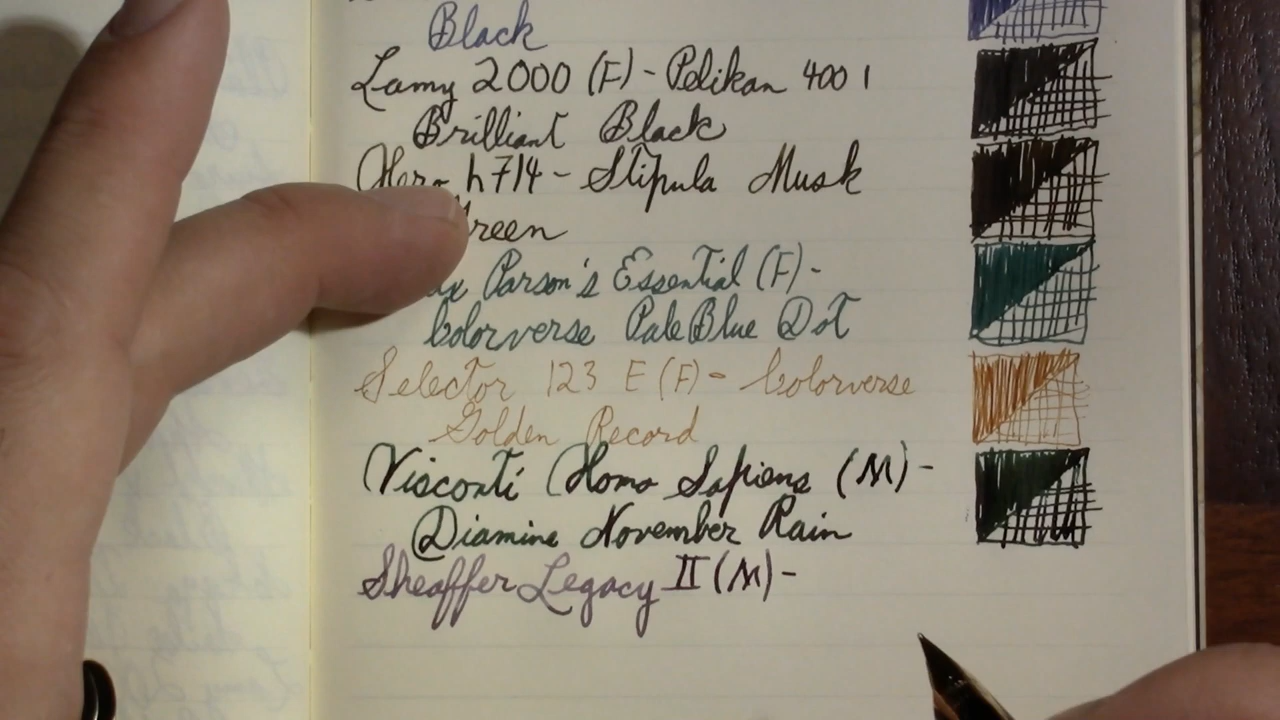 Black
Lamy 2000 (F) - Pelikan 4001
Brilliant Black
Hero h714 - Stipula Musk
Green
Parson's Essential (F) -
Colorverse Pale Blue Dot
Selector 123 E (F) - Colorverse
Golden Record
Visconti Homo Sapiens (M) -
Diamine November Rain
Sheaffer Legacy II (M) -